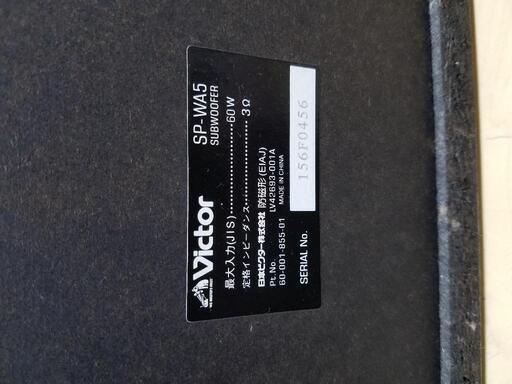 Victor
SP-WA5
SUBWOOFER
最大入力(JIS)......................60W
定格インピーダンス..................3Ω
日本ビクター株式会社 防磁形(EIAJ)
Pt.No. LV42693-001A
60-001-855-01 MADE IN CHINA
SERIAL No. 156F0456